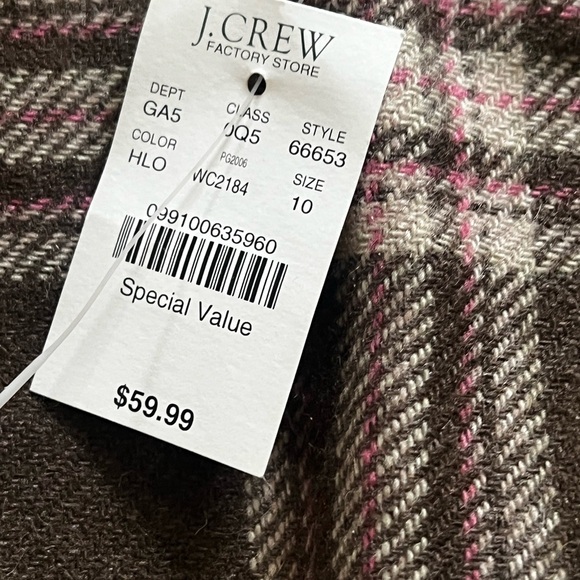 J.CREW
FACTORY STORE
DEPT CLASS STYLE
GA5 0Q5 66653
COLOR PG2006 SIZE
HLO WC2184 10
099100635960
Special Value
$59.99